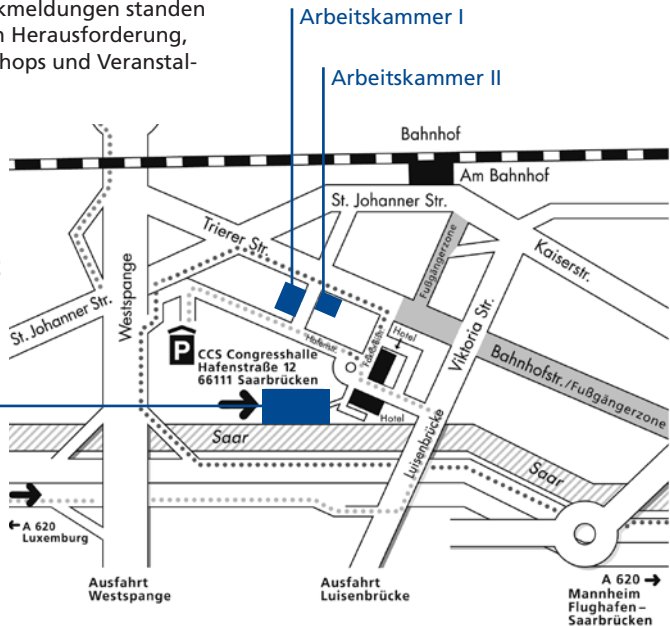 kmeldungen standen
n Herausforderung,
hops und Veranstal-
Arbeitskammer I
Arbeitskammer II
Bahnhof
Am Bahnhof
St. Johanner Str.
Trierer Str.
Fußgängerzone
Kaiserstr.
Westspange
St. Johanner Str.
Viktoria Str.
Hafenstr.
Hotel
Bahnhofstr./Fußgängerzone
P
CCS Congresshalle
Hafenstraße 12
66111 Saarbrücken
Hotel
Saar
Luisenbrücke
Saar
A 620
Luxemburg
Ausfahrt
Westspange
Ausfahrt
Luisenbrücke
A 620
Mannheim
Flughafen–
Saarbrücken